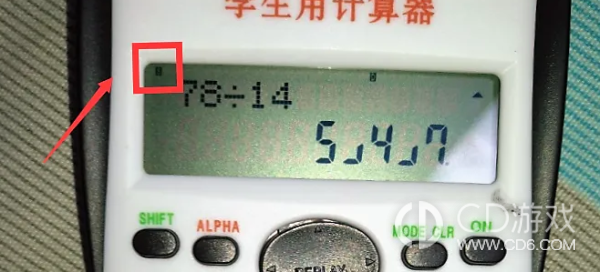 学生用计算器
78÷14
5⌟4⌟7
SHIFT ALPHA MODE CLR ON
REPLAY
CD游戏
www.CD6.com